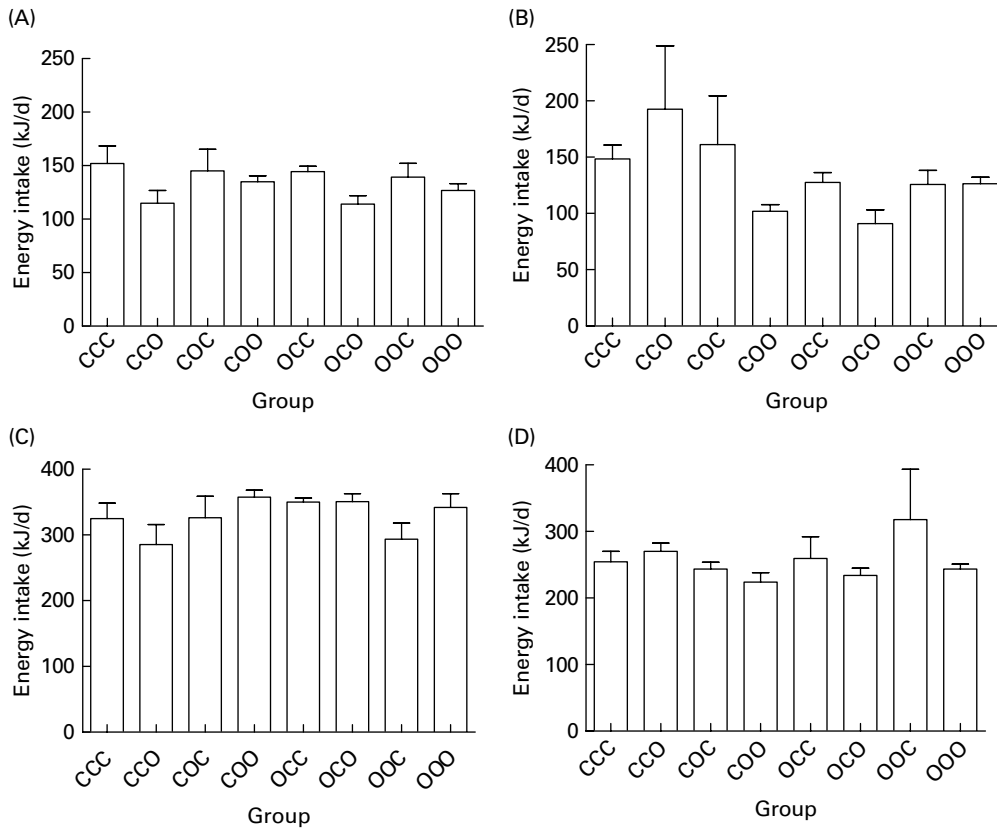 (A)
250
200
150
100
50
0
Energy intake (kJ/d)
CCC CCO COC COO OCC OCO OOC OOO
Group
(B)
250
200
150
100
50
0
Energy intake (kJ/d)
CCC CCO COC COO OCC OCO OOC OOO
Group
(C)
400
300
200
100
0
Energy intake (kJ/d)
CCC CCO COC COO OCC OCO OOC OOO
Group
(D)
400
300
200
100
0
Energy intake (kJ/d)
CCC CCO COC COO OCC OCO OOC OOO
Group